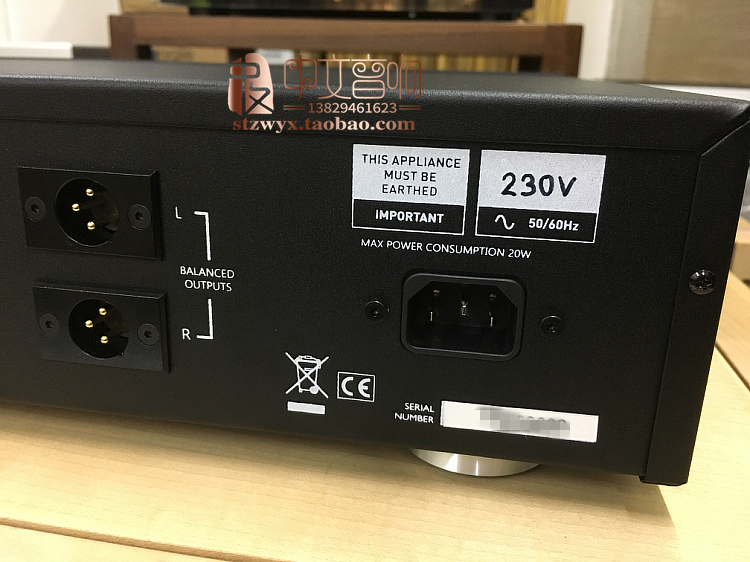 中艾音响
13829461623
stzwyx.taobao.com
THIS APPLIANCE
MUST BE
EARTHED
IMPORTANT
230V
50/60Hz
MAX POWER CONSUMPTION 20W
L
BALANCED
OUTPUTS
R
CE
SERIAL
NUMBER